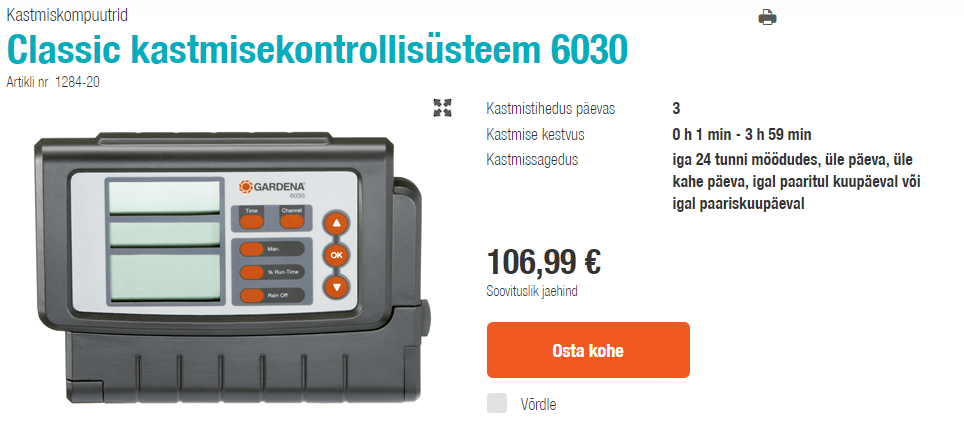 Kastmiskompuutrid
Classic kastmisekontrollisüsteem 6030
Artikli nr 1284-20
GARDENA
6030
Time
Channel
Man.
OK
% Run-Time
Rain Off
Kastmistihedus päevas 3
Kastmise kestvus 0 h 1 min - 3 h 59 min
Kastmissagedus iga 24 tunni möödudes, üle päeva, üle
kahe päeva, igal paaritul kuupäeval või
igal paariskuupäeval
106,99 €
Soovituslik jaehind
Osta kohe
Võrdle